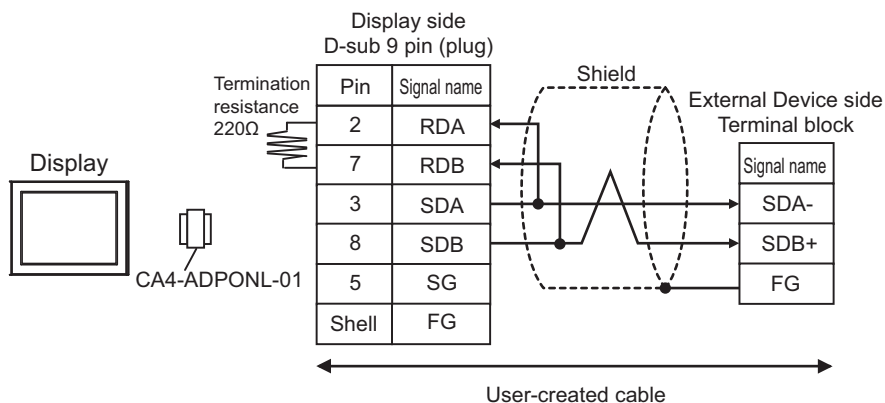 Display side
D-sub 9 pin (plug)
Termination
resistance
220Ω
Pin Signal name
2 RDA
7 RDB
3 SDA
8 SDB
5 SG
Shell FG
Shield
External Device side
Terminal block
Signal name
SDA-
SDB+
FG
Display
CA4-ADPONL-01
User-created cable